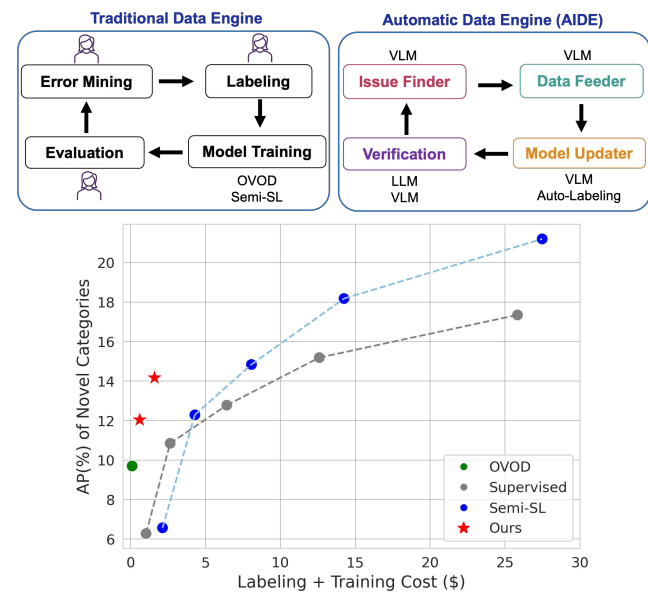 Traditional Data Engine
Error Mining
Labeling
Evaluation
Model Training
OVOD
Semi-SL
Automatic Data Engine (AIDE)
VLM
VLM
Issue Finder
Data Feeder
Verification
Model Updater
LLM
VLM
VLM
Auto-Labeling
AP(%) of Novel Categories
20
18
16
14
12
10
8
6
OVOD
Supervised
Semi-SL
Ours
0 5 10 15 20 25 30
Labeling + Training Cost ($)